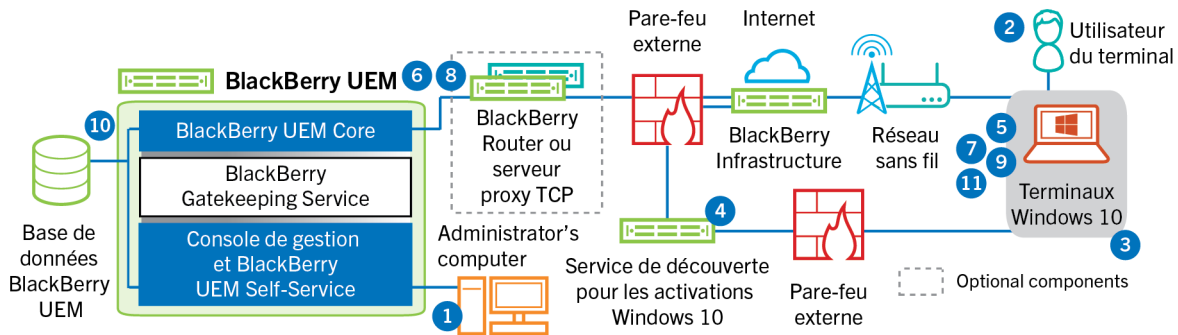 Pare-feu
externe
Internet
2
Utilisateur
du terminal
BlackBerry UEM
6
8
10
BlackBerry UEM Core
BlackBerry
Gatekeeping Service
Console de gestion
et BlackBerry
UEM Self-Service
Base de
données
BlackBerry
UEM
BlackBerry
Router ou
serveur
proxy TCP
BlackBerry
Infrastructure
Réseau
sans fil
5
7
9
11
Terminaux
Windows 10
3
4
Administrator's
computer
1
Service de découverte
pour les activations
Windows 10
Pare-feu
externe
Optional components